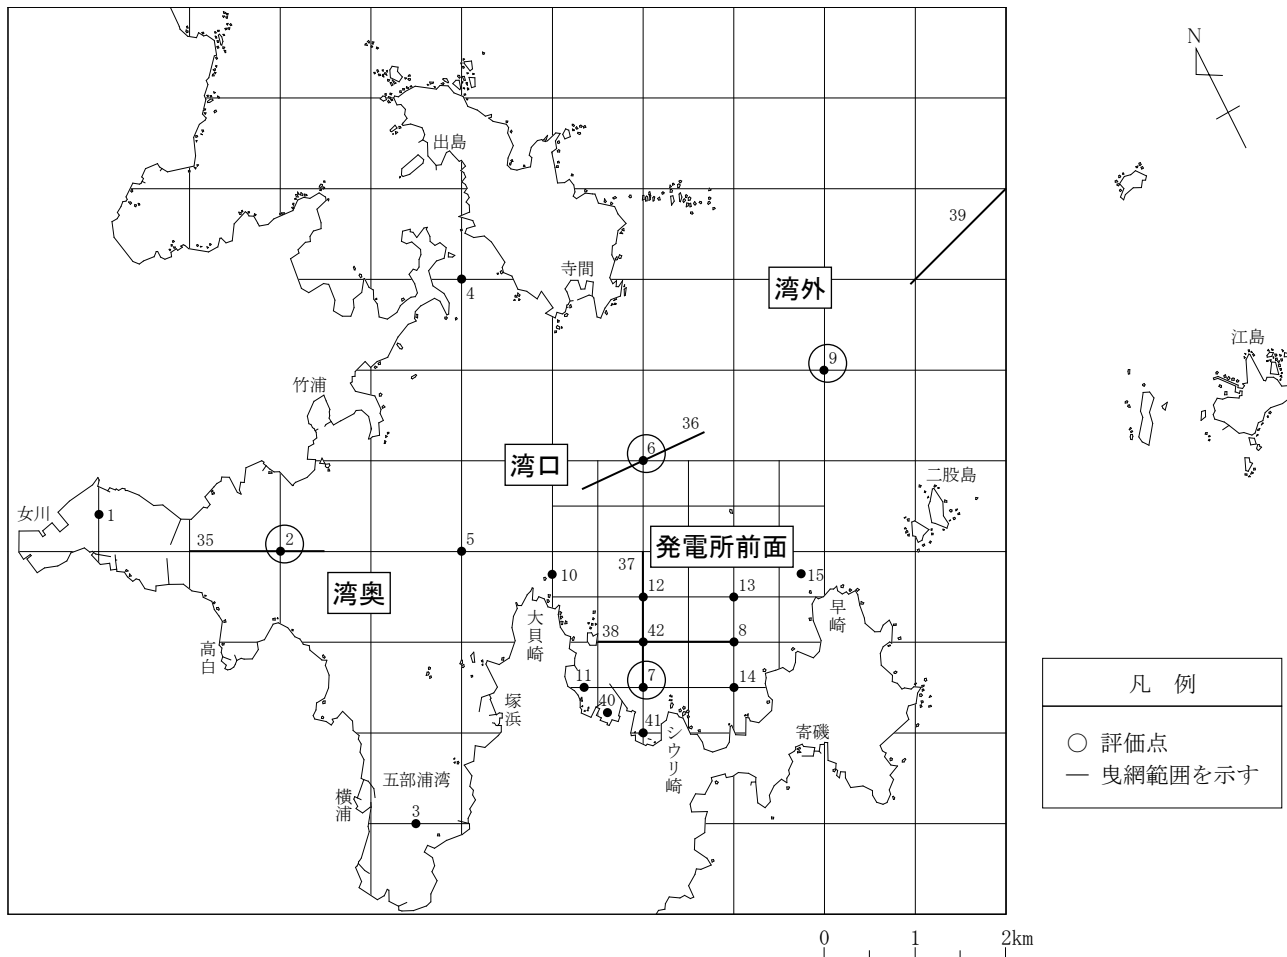 N
出島
39
寺間
4
湾外
9
江島
竹浦
36
湾口
6
二股島
女川
1
35
2
5
発電所前面
37
10
12
13
15
湾奥
大貝崎
早崎
38
42
8
高白
11
7
14
40
塚浜
41
シウリ崎
寄磯
五部浦湾
横浦
3
凡 例
○ 評価点
― 曳網範囲を示す
0 1 2km